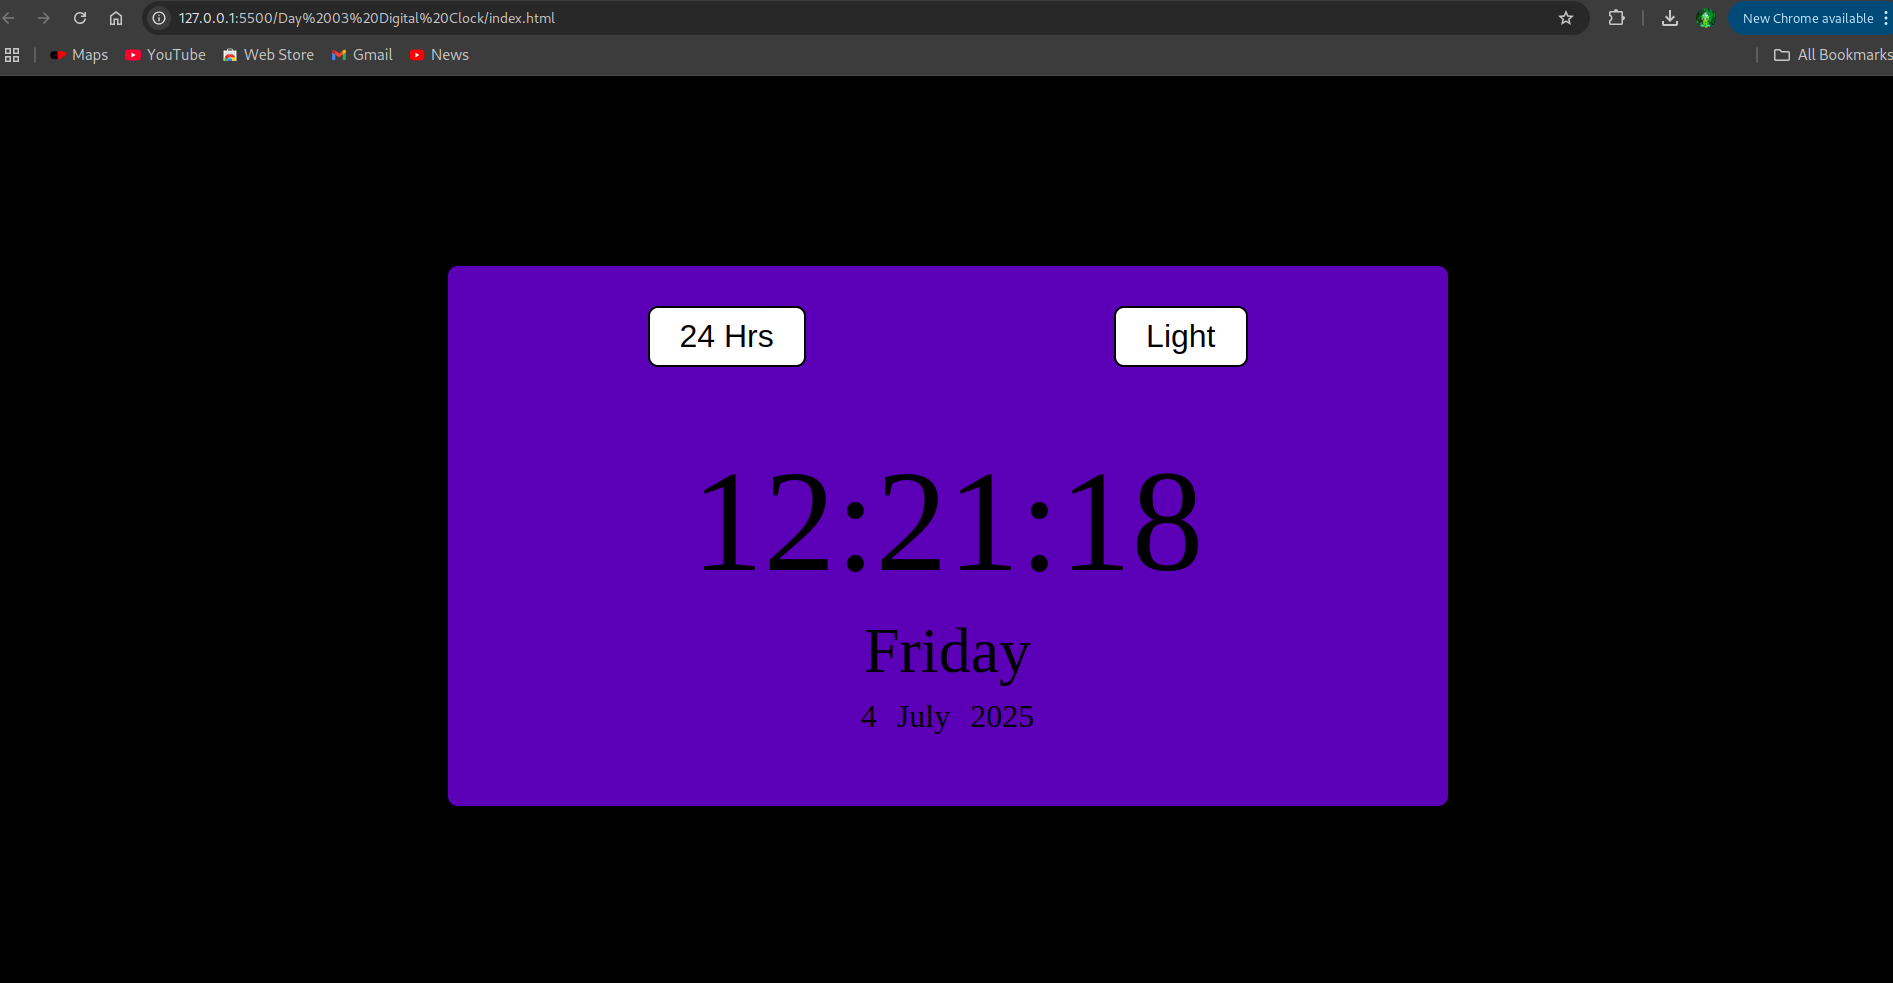 127.0.0.1:5500/Day%2003%20Digital%20Clock/index.html
New Chrome available
Maps
YouTube
Web Store
Gmail
News
All Bookmarks
24 Hrs
Light
12:21:18
Friday
4 July 2025